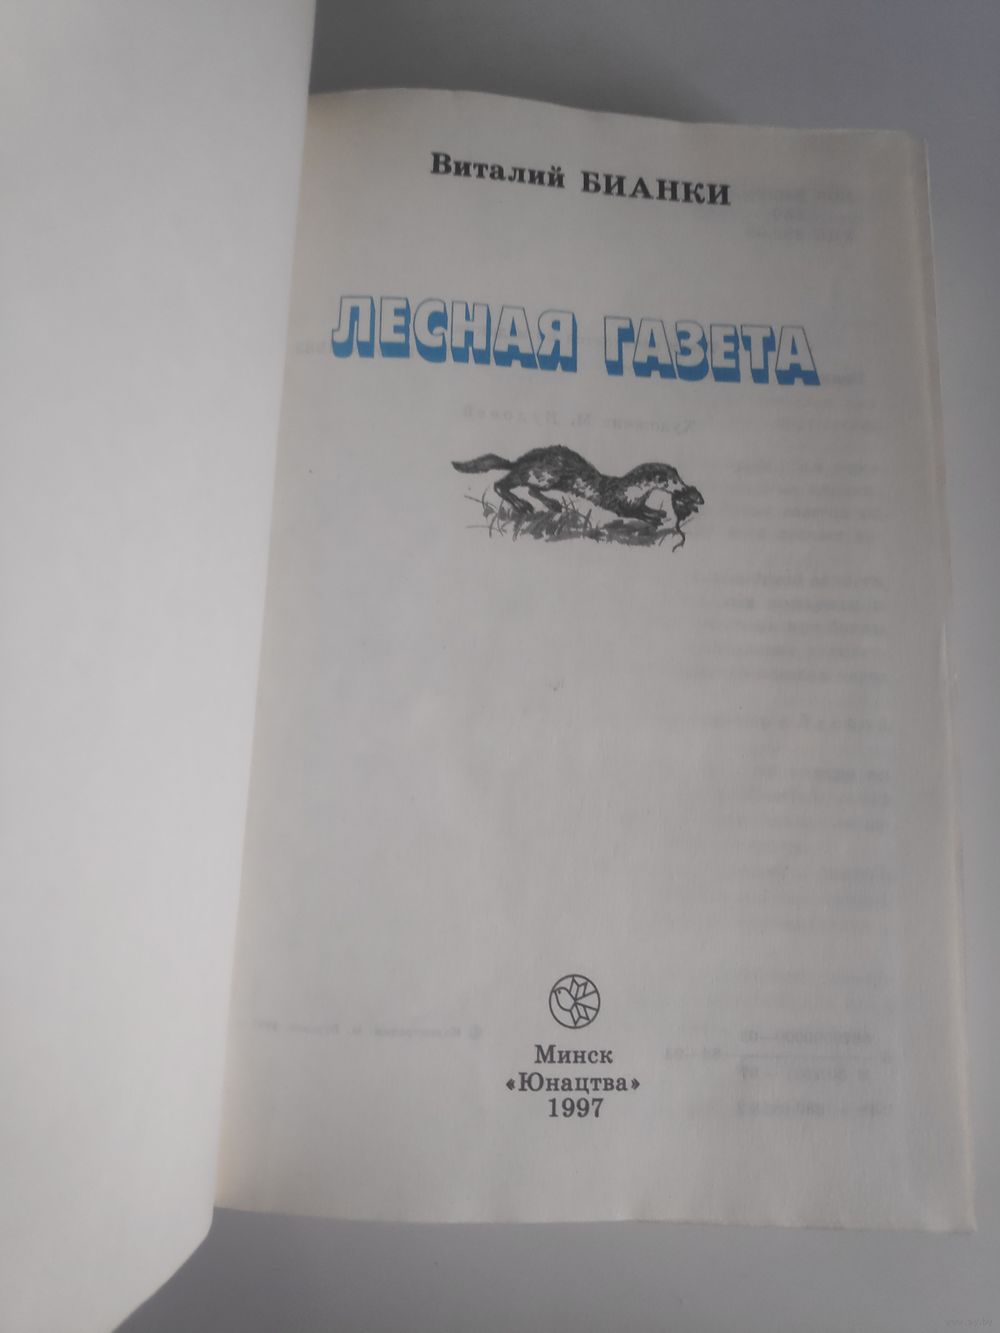 Виталий БИАНКИ
ЛЕСНАЯ ГАЗЕТА
Минск
«Юнацтва»
1997